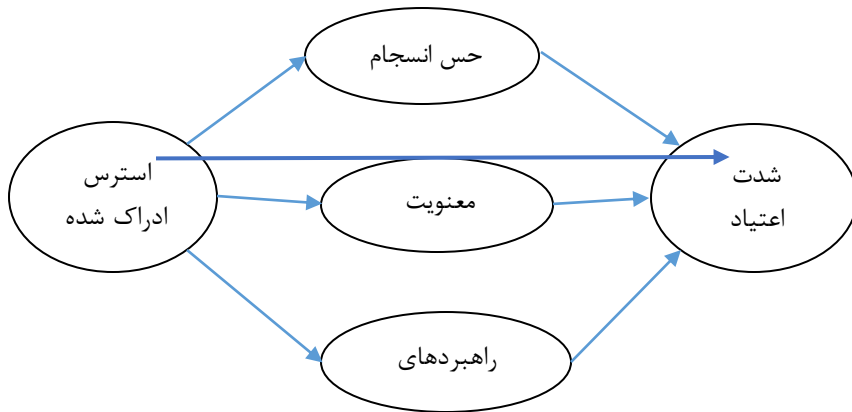 حس انسجام
استرس
ادراک شده
معنویت
شدت
اعتیاد
راهبردهای